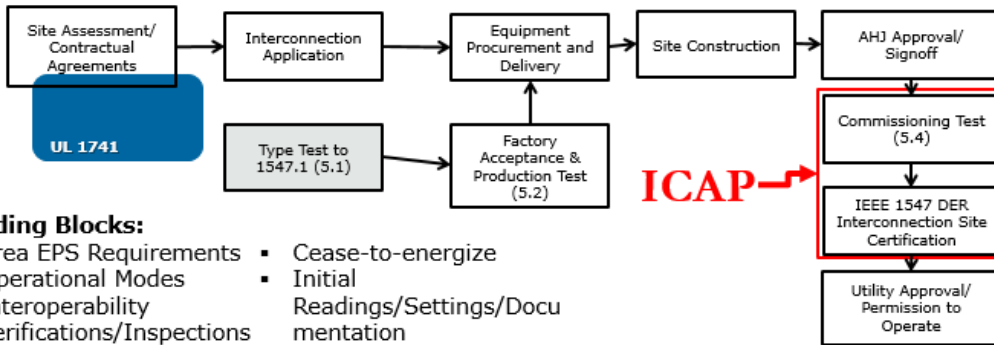 Site Assessment/
Contractual
Agreements
Interconnection
Application
Equipment
Procurement and
Delivery
Site Construction
AHJ Approval/
Signoff
UL 1741
Type Test to
1547.1 (5.1)
Factory
Acceptance &
Production Test
(5.2)
ICAP
Commissioning Test
(5.4)
IEEE 1547 DER
Interconnection Site
Certification
Utility Approval/
Permission to
Operate
ding Blocks:
rea EPS Requirements
perational Modes
nteroperability
erifications/Inspections
▪ Cease-to-energize
▪ Initial
Readings/Settings/Docu
mentation